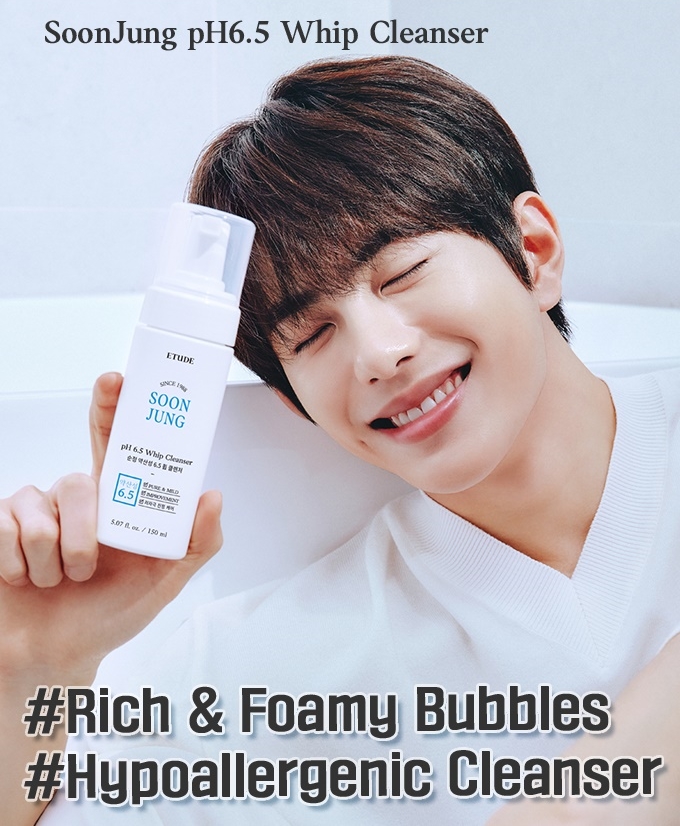 SoonJung pH6.5 Whip Cleanser
ETUDE
SINCE 1985
SOON
JUNG
pH 6.5 Whip Cleanser
순정 약산성 6.5 휩 클렌저
약산성
6.5
PURE & MILD
IMPROVEMENT
5.07 fl. oz. / 150 ml
#Rich & Foamy Bubbles
#Hypoallergenic Cleanser